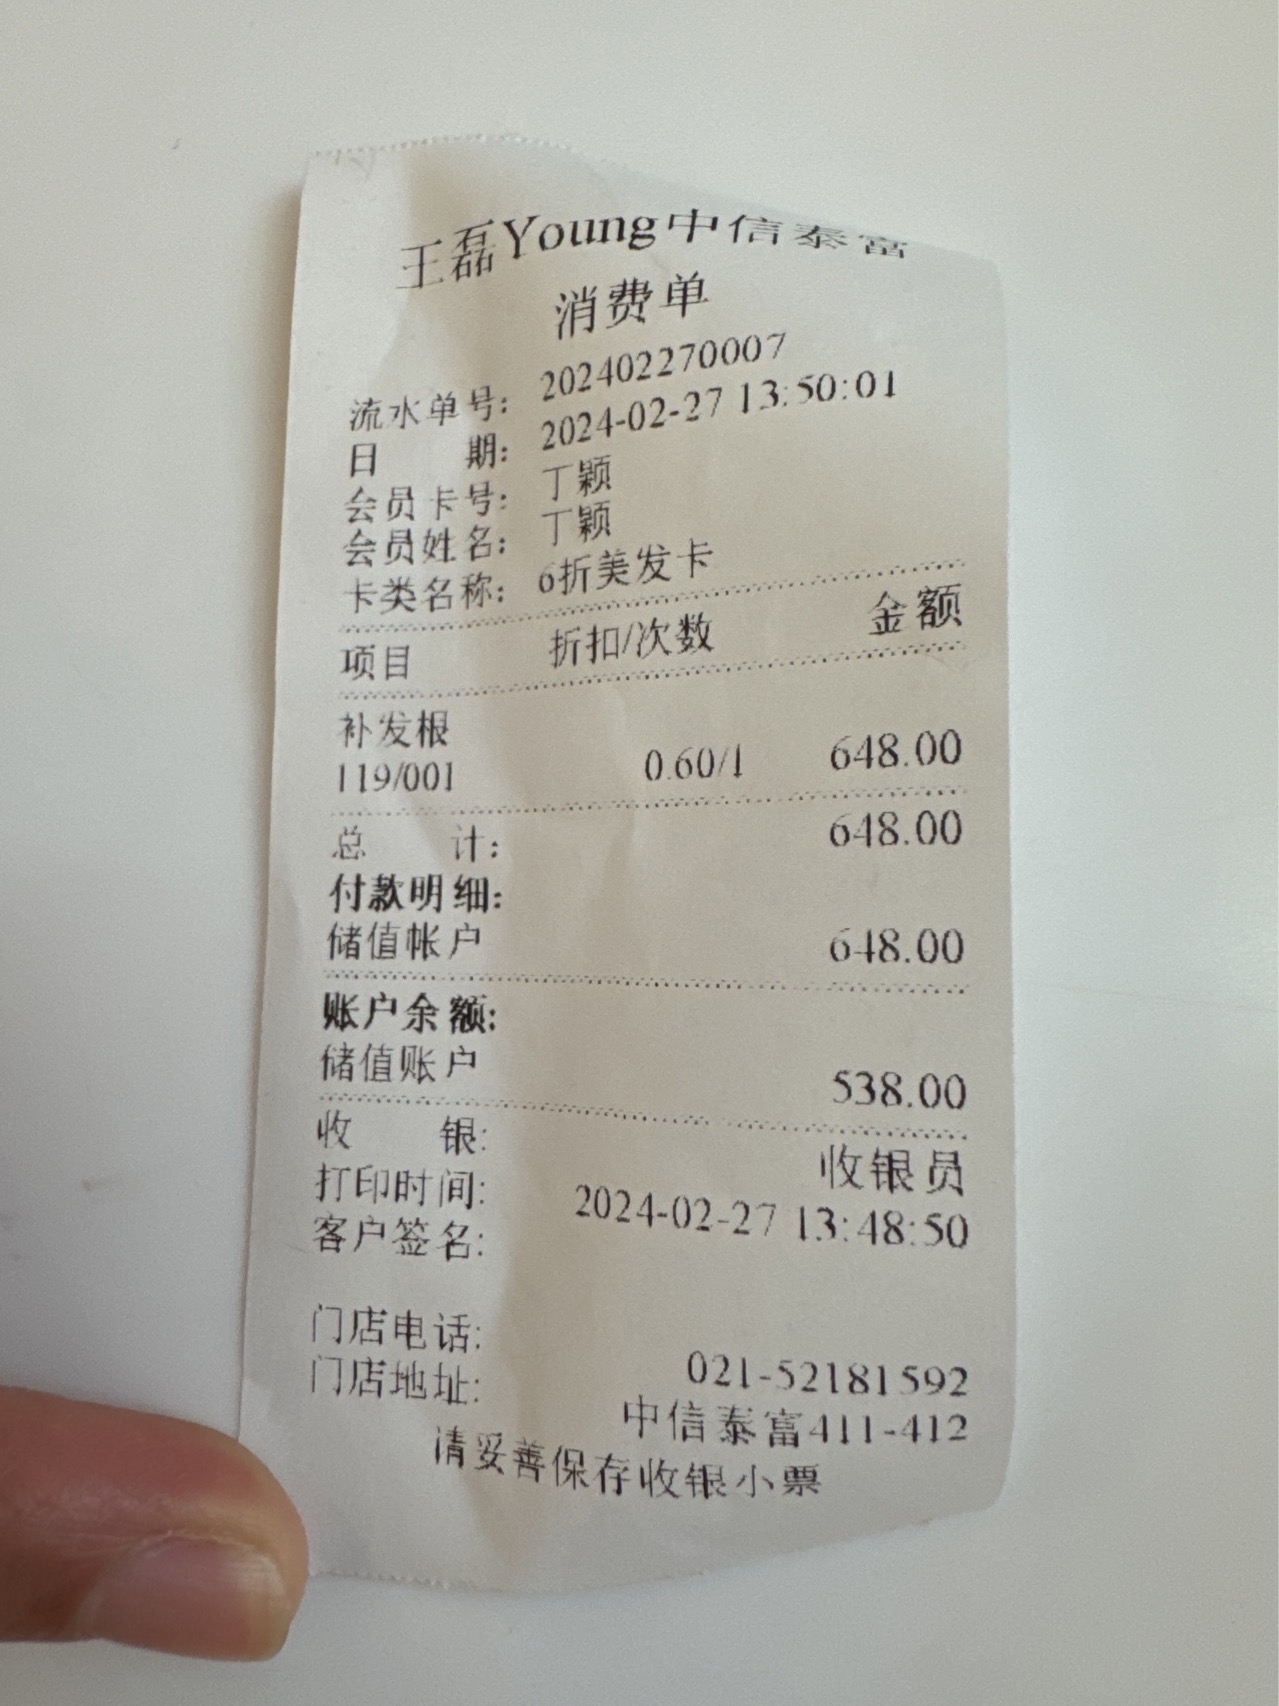 王磊Young中信泰富
消费单
流水单号: 202402270007
日 期: 2024-02-27 13:50:01
会员卡号: 丁颖
会员姓名: 丁颖
卡类名称: 6折美发卡
项目 折扣/次数 金额
补发根
119/001 0.60/1 648.00
总 计: 648.00
付款明细:
储值帐户 648.00
账户余额:
储值账户 538.00
收 银: 收银员
打印时间: 2024-02-27 13:48:50
客户签名:
门店电话: 021-52181592
门店地址: 中信泰富411-412
请妥善保存收银小票